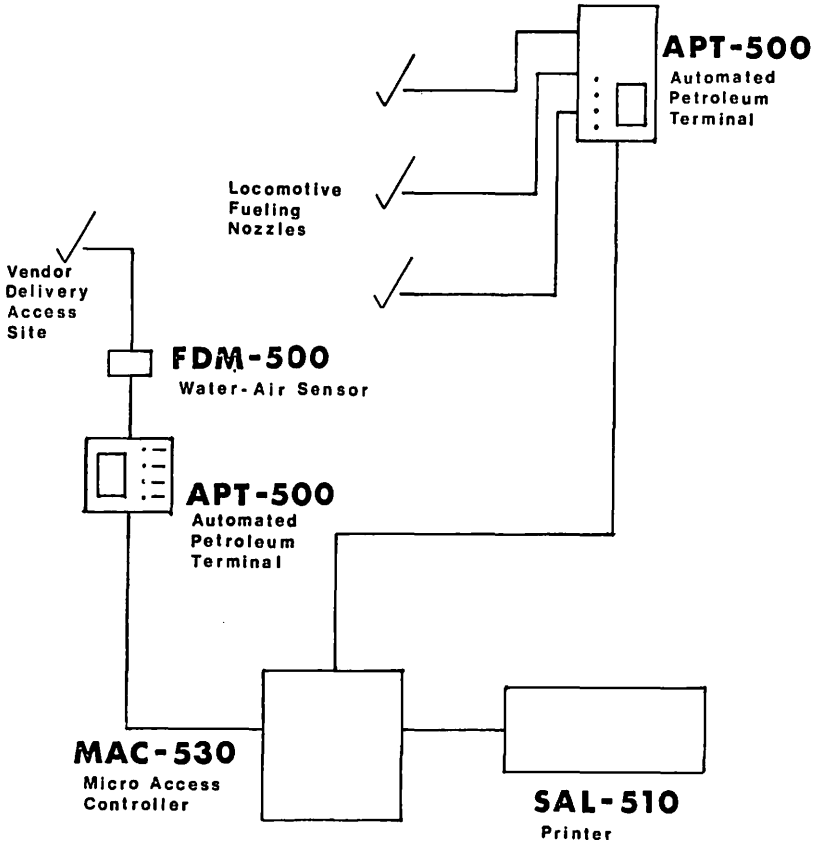 APT-500
Automated
Petroleum
Terminal
Locomotive
Fueling
Nozzles
Vendor
Delivery
Access
Site
FDM-500
Water-Air Sensor
APT-500
Automated
Petroleum
Terminal
MAC-530
Micro Access
Controller
SAL-510
Printer